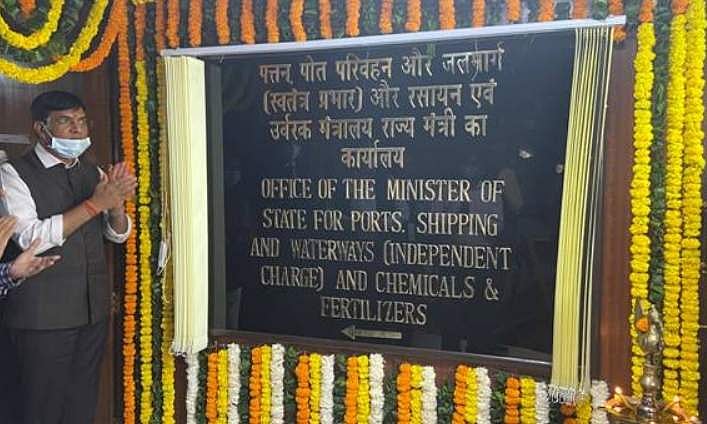 पत्तन, पोत परिवहन और जलमार्ग
(स्वतंत्र प्रभार) और रसायन एवं
उर्वरक मंत्रालय राज्य मंत्री का
कार्यालय
OFFICE OF THE MINISTER OF
STATE FOR PORTS, SHIPPING
AND WATERWAYS (INDEPENDENT
CHARGE) AND CHEMICALS &
FERTILIZERS